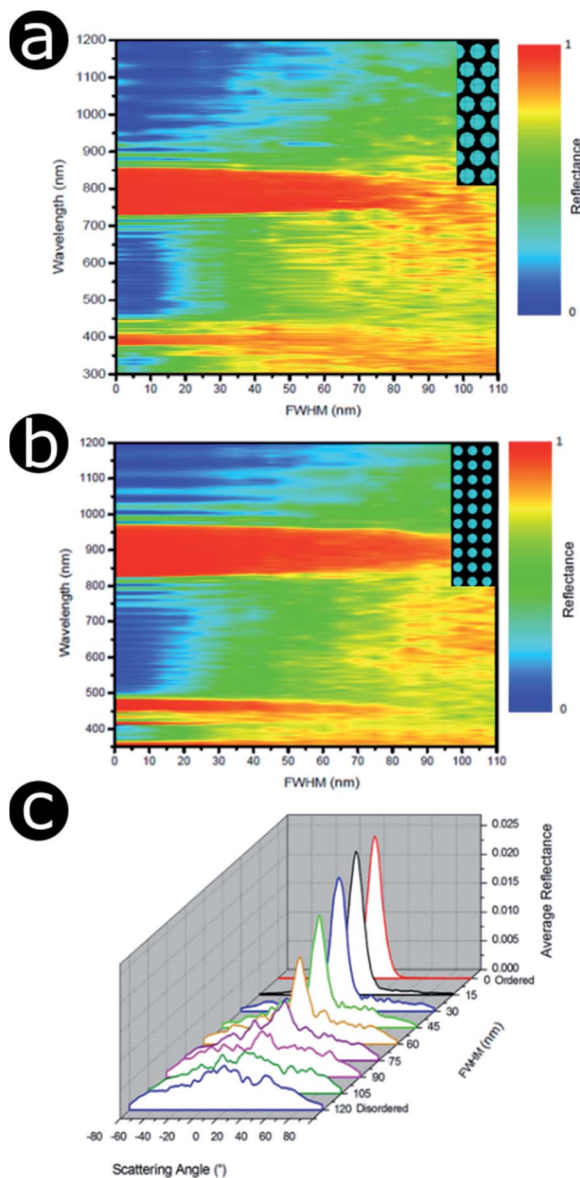 a
1200
1100
1000
900
800
700
600
500
400
300
Wavelength (nm)
0 10 20 30 40 50 60 70 80 90 100 110
FWHM (nm)
1
Reflectance
0
b
1200
1100
1000
900
800
700
600
500
400
Wavelength (nm)
0 10 20 30 40 50 60 70 80 90 100 110
FWHM (nm)
1
Reflectance
0
c
0.025
0.020
0.015
0.010
0.005
0.000
Average Reflectance
0 Ordered
15
30
45
60
75
90
105
120 Disordered
FWHM (nm)
-80 -60 -40 -20 0 20 40 60 80
Scattering Angle (°)